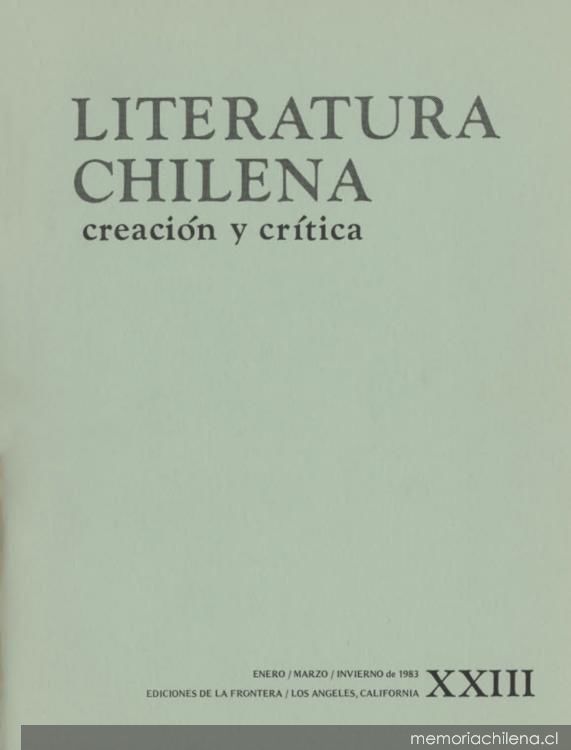 LITERATURA
CHILENA
creación y crítica
ENERO / MARZO / INVIERNO de 1983
EDICIONES DE LA FRONTERA / LOS ANGELES, CALIFORNIA XXIII
memoriachilena.cl